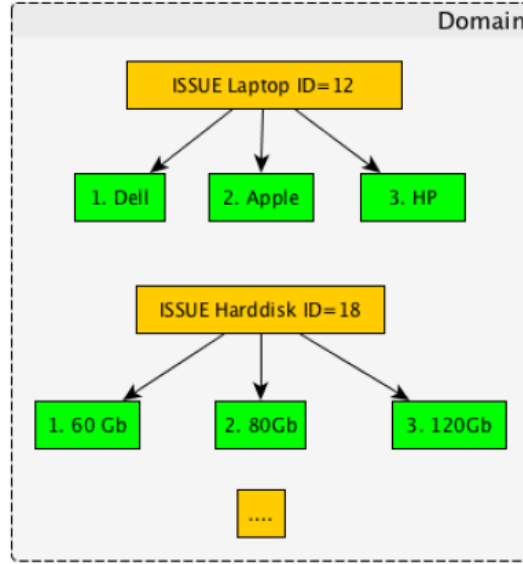 Domain
ISSUE Laptop ID=12
1. Dell
2. Apple
3. HP
ISSUE Harddisk ID=18
1. 60 Gb
2. 80Gb
3. 120Gb
....